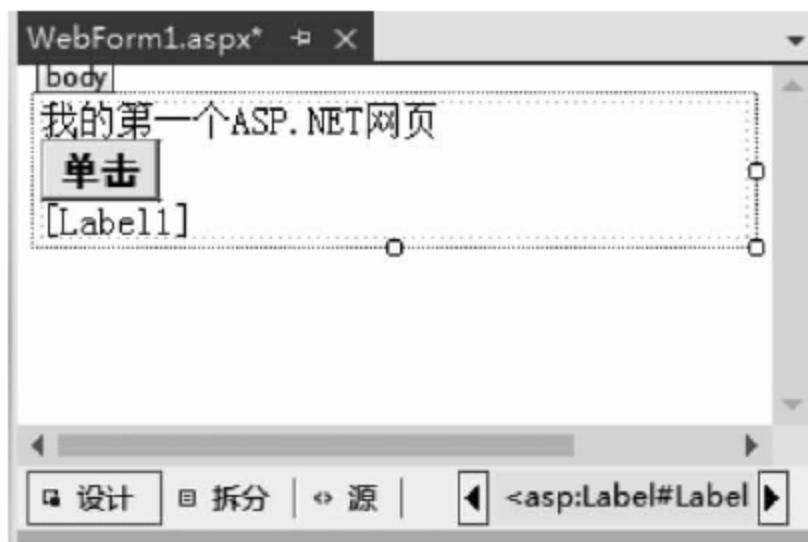 WebForm1.aspx*
body
我的第一个ASP.NET网页
单击
[Label1]
设计 拆分 源 <asp:Label#Label